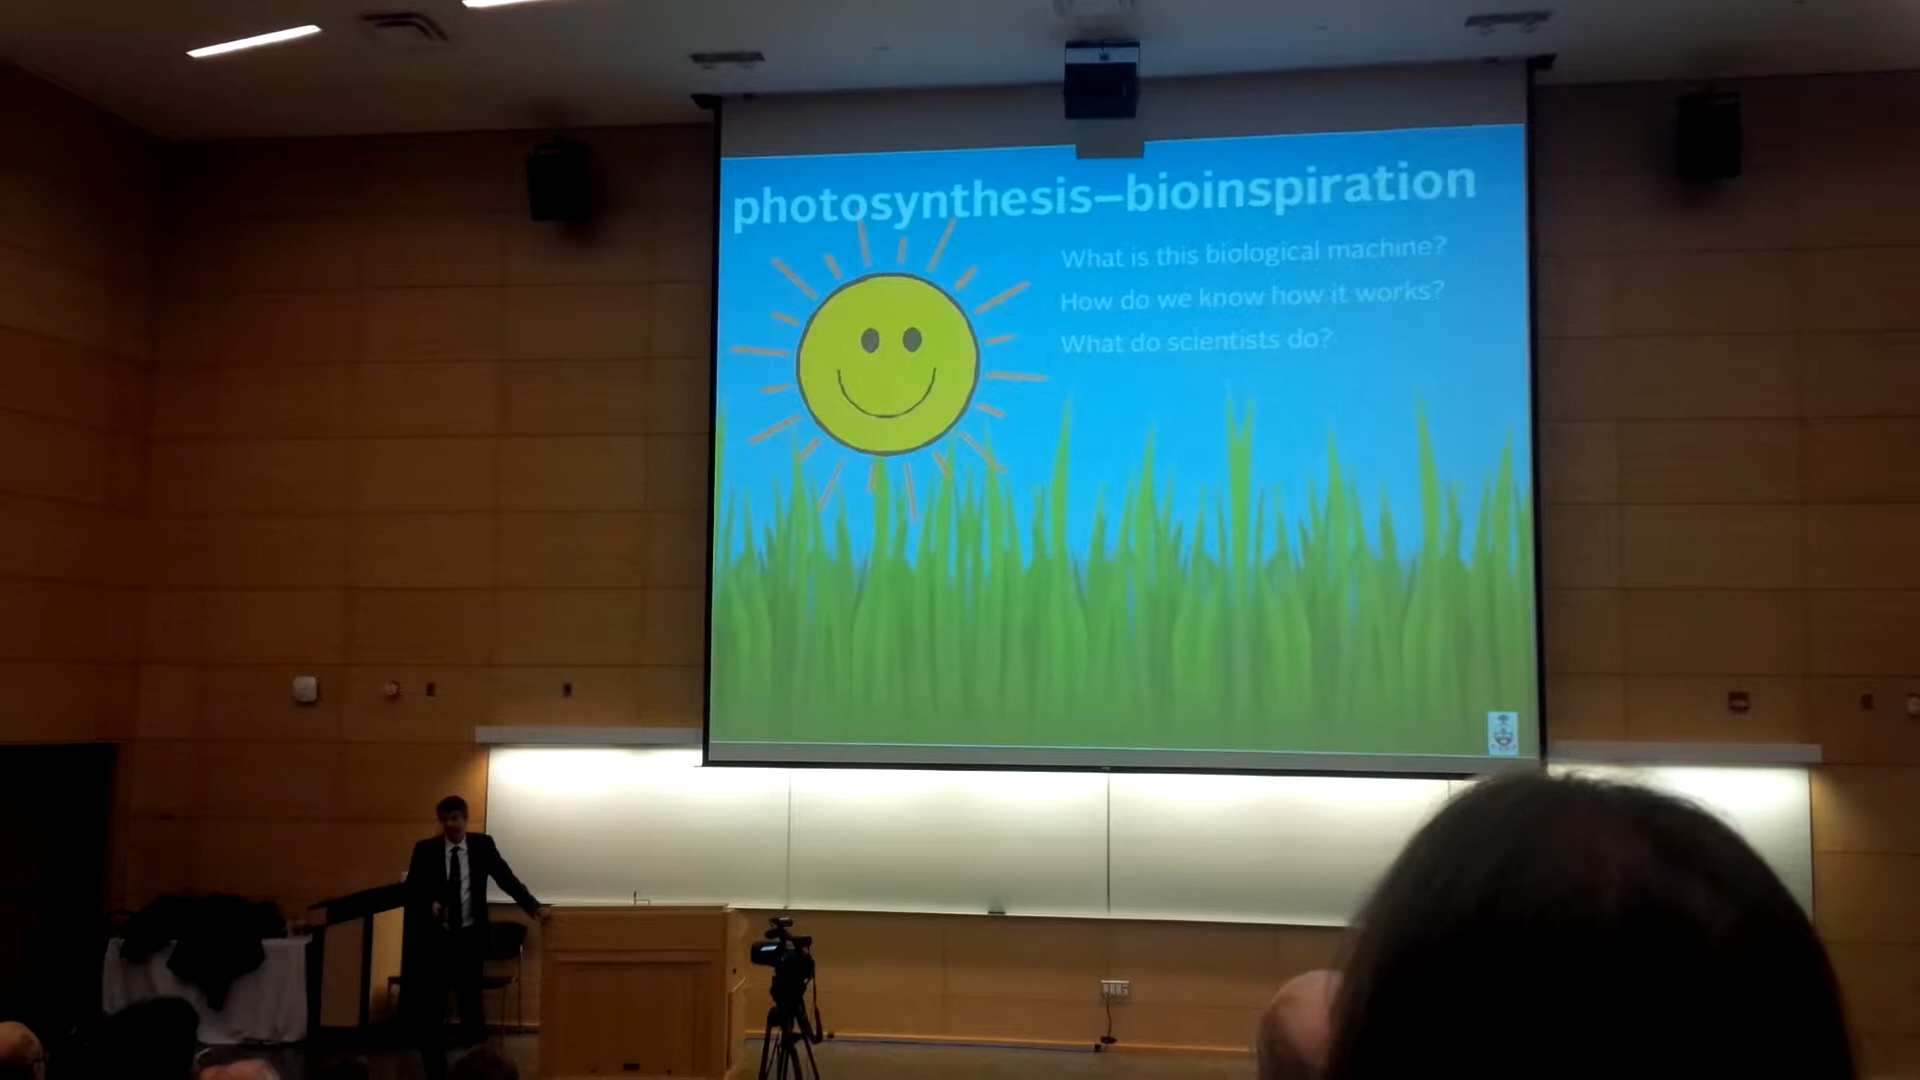 photosynthesis–bioinspiration
What is this biological machine?
How do we know how it works?
What do scientists do?